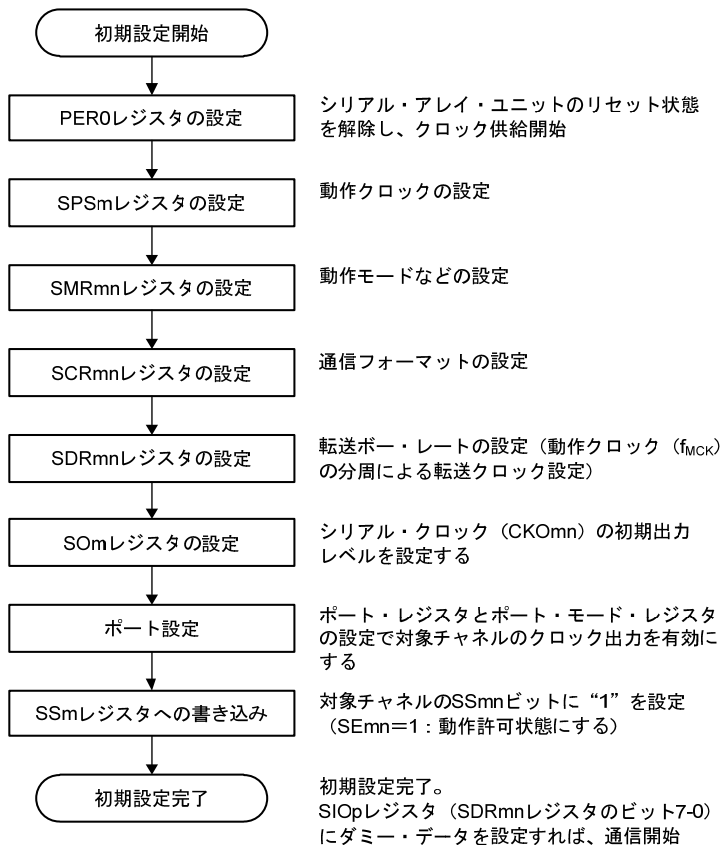 初期設定開始
PER0レジスタの設定
シリアル・アレイ・ユニットのリセット状態
を解除し、クロック供給開始
SPSmレジスタの設定
動作クロックの設定
SMRmnレジスタの設定
動作モードなどの設定
SCRmnレジスタの設定
通信フォーマットの設定
SDRmnレジスタの設定
転送ボー・レートの設定（動作クロック（fMCK）
の分周による転送クロック設定）
SOmレジスタの設定
シリアル・クロック（CKOmn）の初期出力
レベルを設定する
ポート設定
ポート・レジスタとポート・モード・レジスタ
の設定で対象チャネルのクロック出力を有効に
する
SSmレジスタへの書き込み
対象チャネルのSSmnビットに“1”を設定
（SEmn＝1：動作許可状態にする）
初期設定完了
初期設定完了。
SIOpレジスタ（SDRmnレジスタのビット7-0）
にダミー・データを設定すれば、通信開始